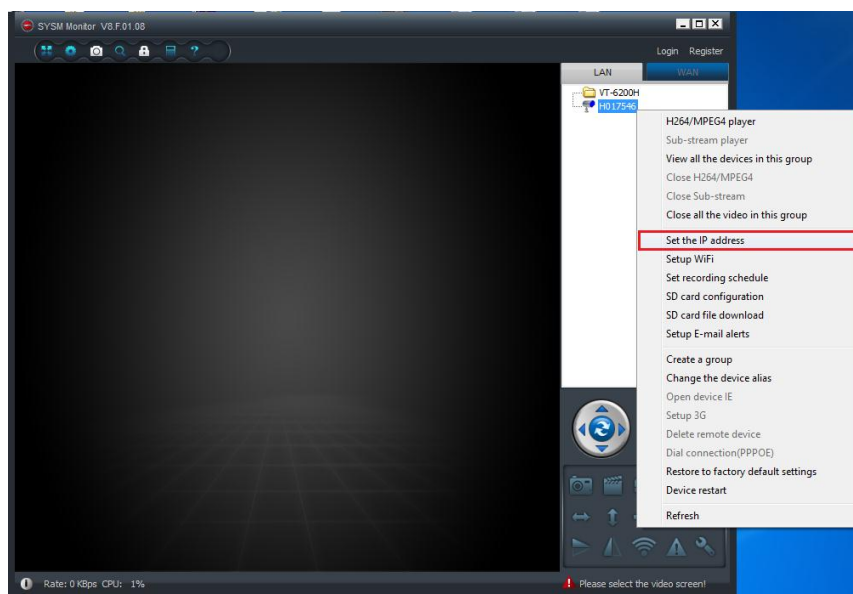 SYSM Monitor V8.F.01.08
?
Login Register
LAN WAN
VT-6200H
H017546
H264/MPEG4 player
Sub-stream player
View all the devices in this group
Close H264/MPEG4
Close Sub-stream
Close all the video in this group
Set the IP address
Setup WiFi
Set recording schedule
SD card configuration
SD card file download
Setup E-mail alerts
Create a group
Change the device alias
Open device IE
Setup 3G
Delete remote device
Dial connection(PPPOE)
Restore to factory default settings
Device restart
Refresh
Rate: 0 KBps CPU: 1%
Please select the video screen!